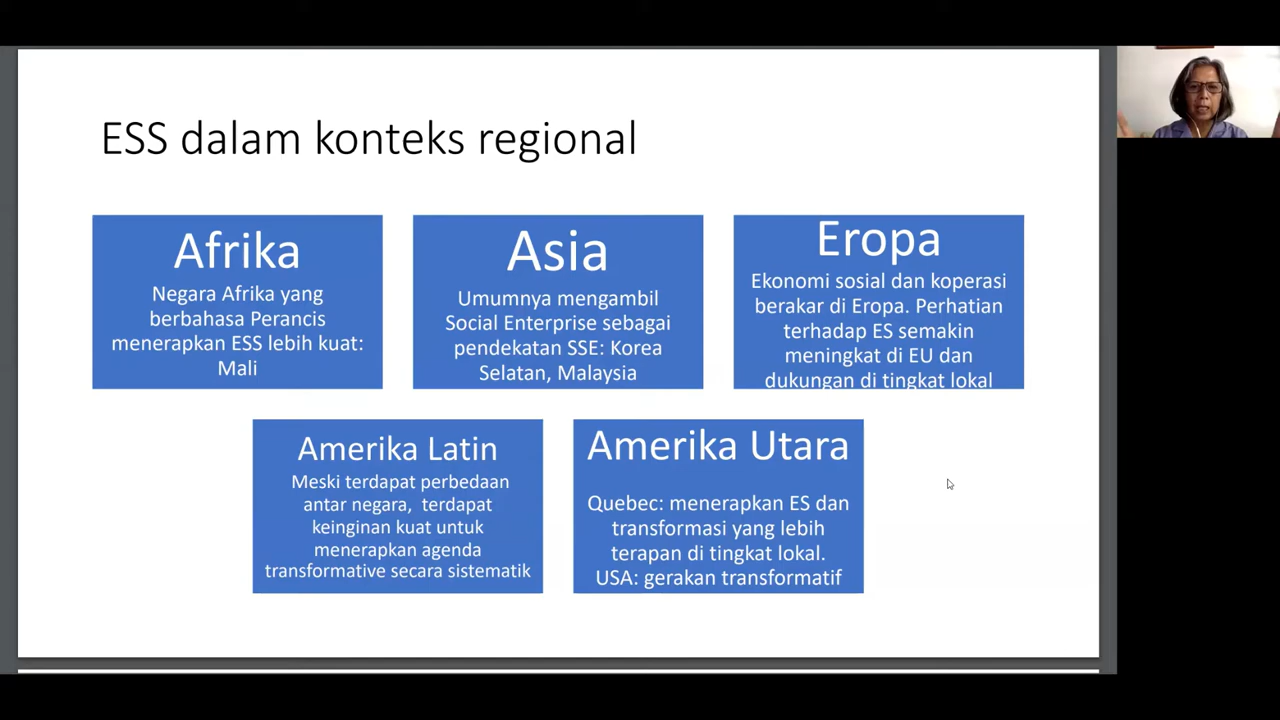 ESS dalam konteks regional
Afrika
Negara Afrika yang
berbahasa Perancis
menerapkan ESS lebih kuat:
Mali
Asia
Umumnya mengambil
Social Enterprise sebagai
pendekatan SSE: Korea
Selatan, Malaysia
Eropa
Ekonomi sosial dan koperasi
berakar di Eropa. Perhatian
terhadap ES semakin
meningkat di EU dan
dukungan di tingkat lokal
Amerika Latin
Meski terdapat perbedaan
antar negara, terdapat
keinginan kuat untuk
menerapkan agenda
transformative secara sistematik
Amerika Utara
Quebec: menerapkan ES dan
transformasi yang lebih
terapan di tingkat lokal.
USA: gerakan transformatif